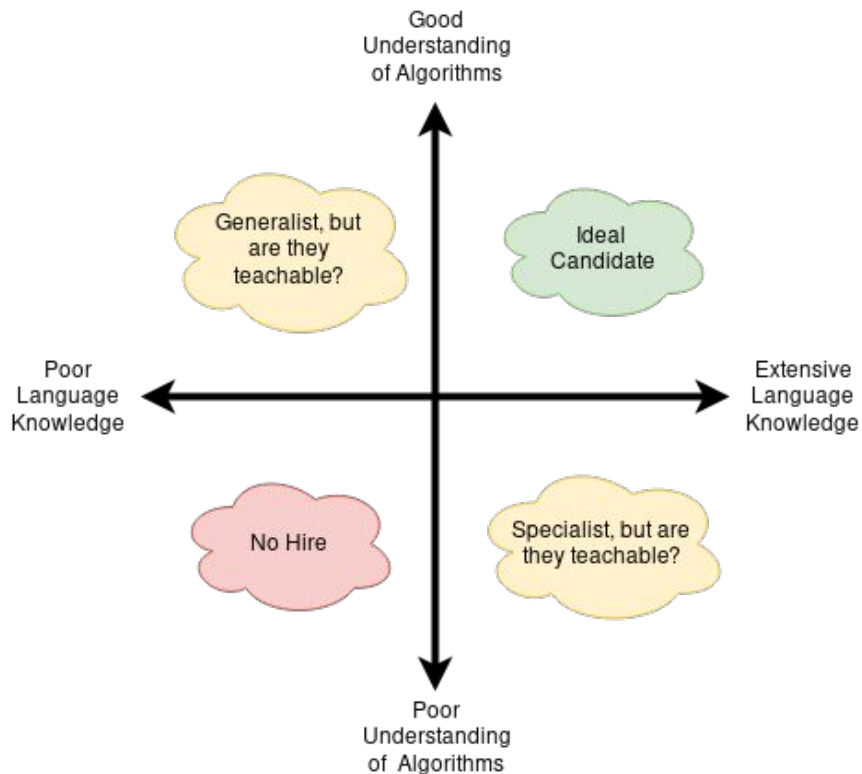 Good
Understanding
of Algorithms
Generalist, but
are they
teachable?
Ideal
Candidate
Poor
Language
Knowledge
Extensive
Language
Knowledge
No Hire
Specialist, but are
they teachable?
Poor
Understanding
of Algorithms